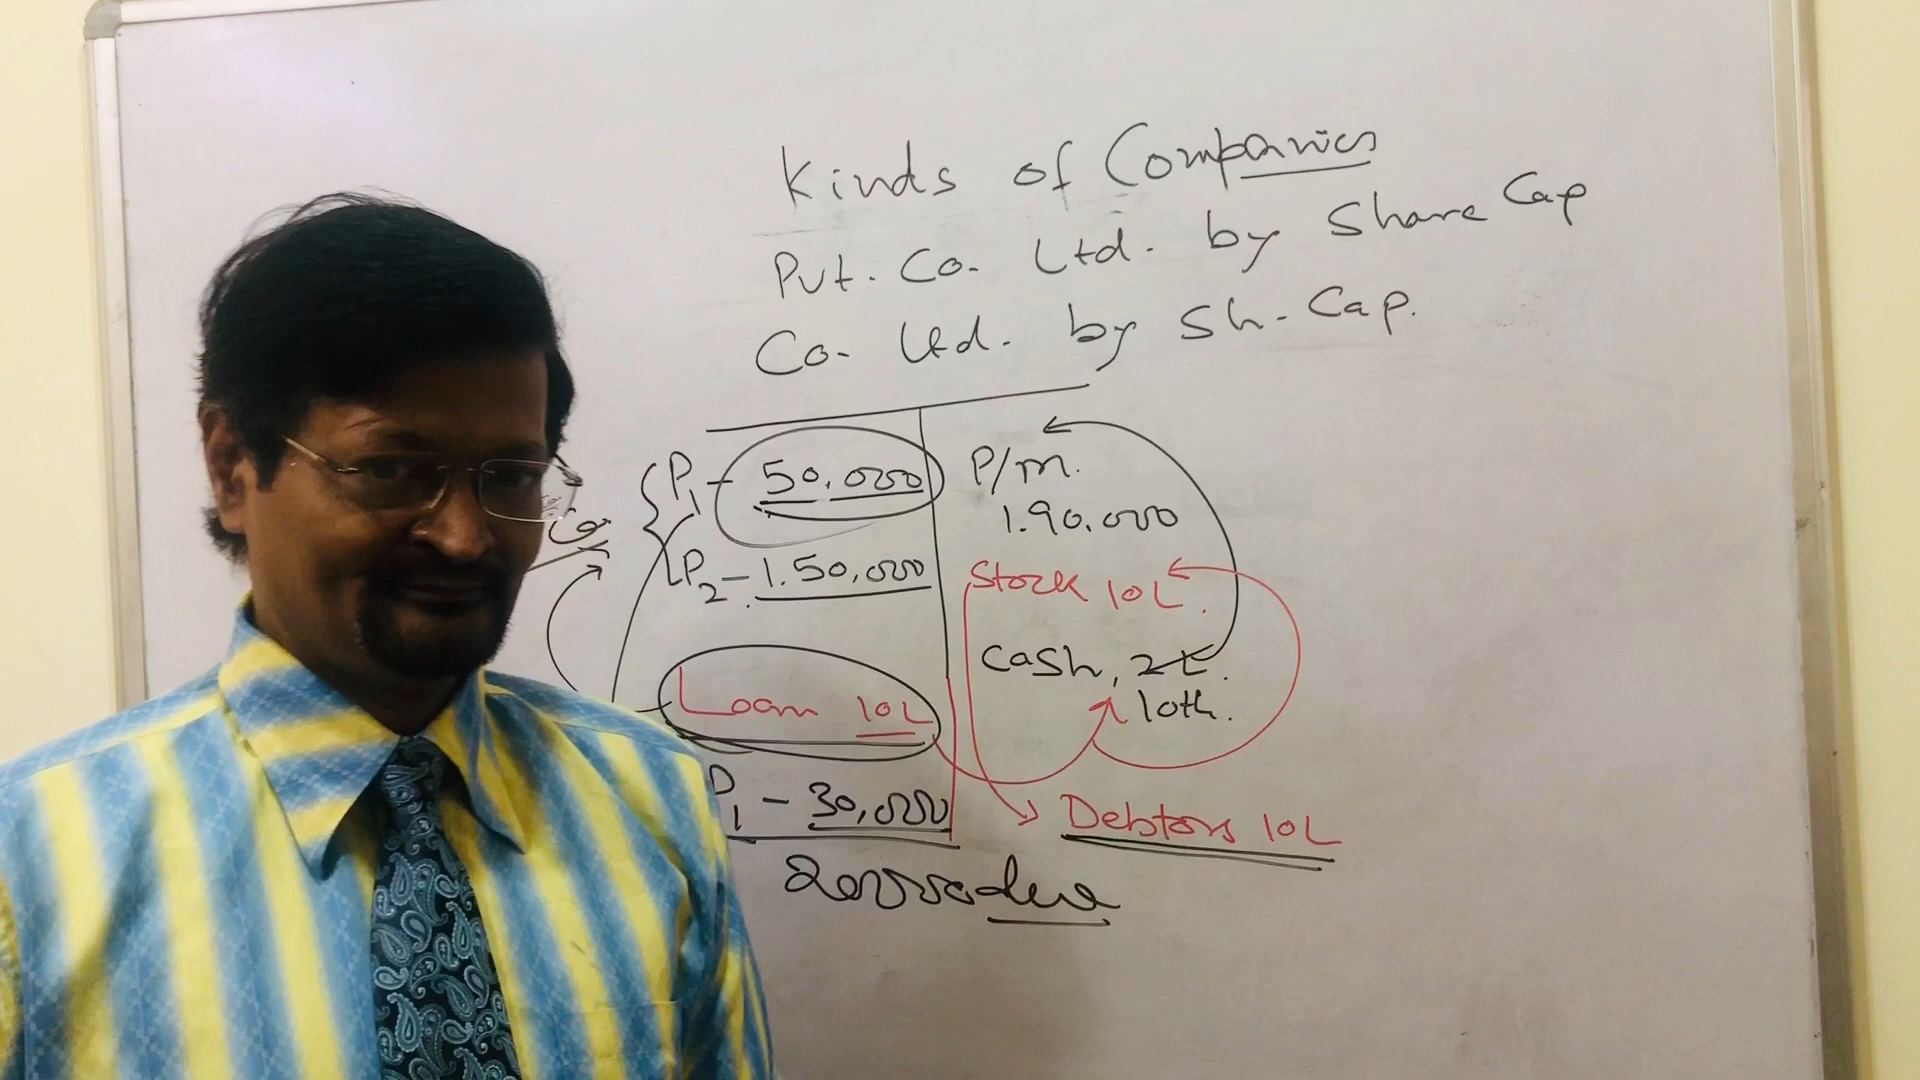 Kinds of Companies
Pvt. Co. Ltd. by Share Cap
Co. Ltd. by Sh. Cap.
Co
P1 - 50,000
P2 - 1.50,000
Loan 10L
P1 - 30,000
P/m.
1.90,000
Stock 10L.
Cash, 2L.
10th.
Debtors 10L